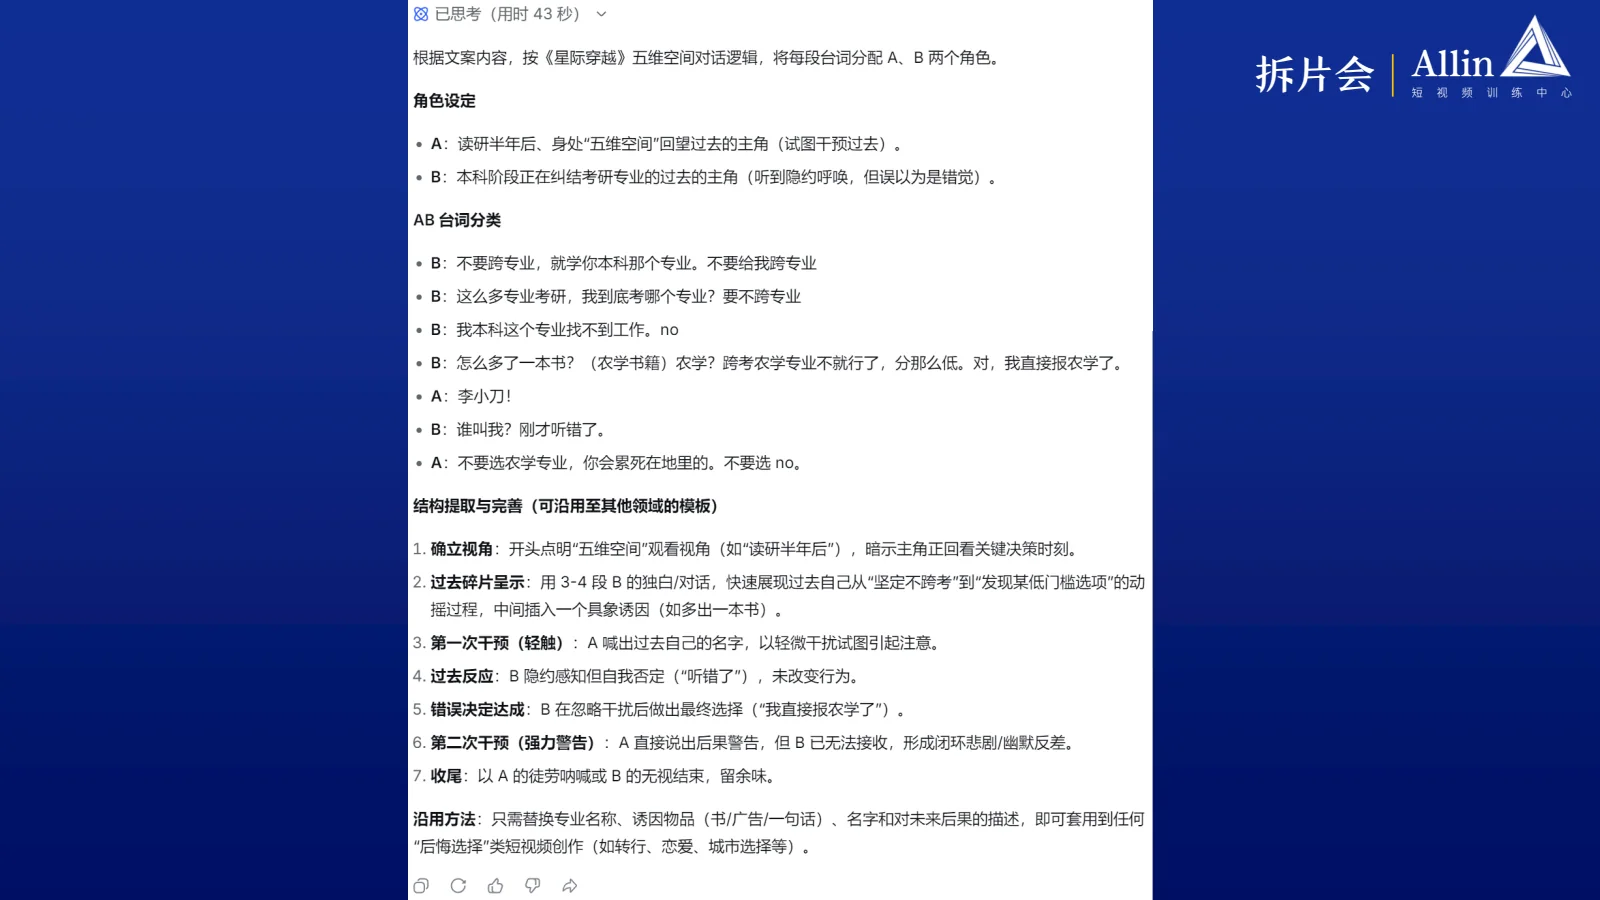 已思考（用时 43 秒）
根据文案内容，按《星际穿越》五维空间对话逻辑，将每段台词分配 A、B 两个角色。
角色设定
• A：读研半年后、身处“五维空间”回望过去的主角（试图干预过去）。
• B：本科阶段正在纠结考研专业的过去的主角（听到隐约呼唤，但误以为是错觉）。
AB 台词分类
• B：不要跨专业，就学你本科那个专业。不要给我跨专业
• B：这么多专业考研，我到底考哪个专业？要不跨专业
• B：我本科这个专业找不到工作。no
• B：怎么多了一本书？（农学书籍）农学？跨考农学专业不就行了，分那么低。对，我直接报农学了。
• A：李小刀！
• B：谁叫我？刚才听错了。
• A：不要选农学专业，你会累死在地里的。不要选 no。
结构提取与完善（可沿用至其他领域的模板）
1. 确立视角：开头点明“五维空间”观看视角（如“读研半年后”），暗示主角正回看关键决策时刻。
2. 过去碎片呈示：用 3-4 段 B 的独白/对话，快速展现过去自己从“坚定不跨考”到“发现某低门槛选项”的动
摇过程，中间插入一个具象诱因（如多出一本书）。
3. 第一次干预（轻触）：A 喊出过去自己的名字，以轻微干扰试图引起注意。
4. 过去反应：B 隐约感知但自我否定（“听错了”），未改变行为。
5. 错误决定达成：B 在忽略干扰后做出最终选择（“我直接报农学了”）。
6. 第二次干预（强力警告）：A 直接说出后果警告，但 B 已无法接收，形成闭环悲剧/幽默反差。
7. 收尾：以 A 的徒劳呐喊或 B 的无视结束，留余味。
沿用方法：只需替换专业名称、诱因物品（书/广告/一句话）、名字和对未来后果的描述，即可套用到任何
“后悔选择”类短视频创作（如转行、恋爱、城市选择等）。
拆片会
Allin
短视频训练中心